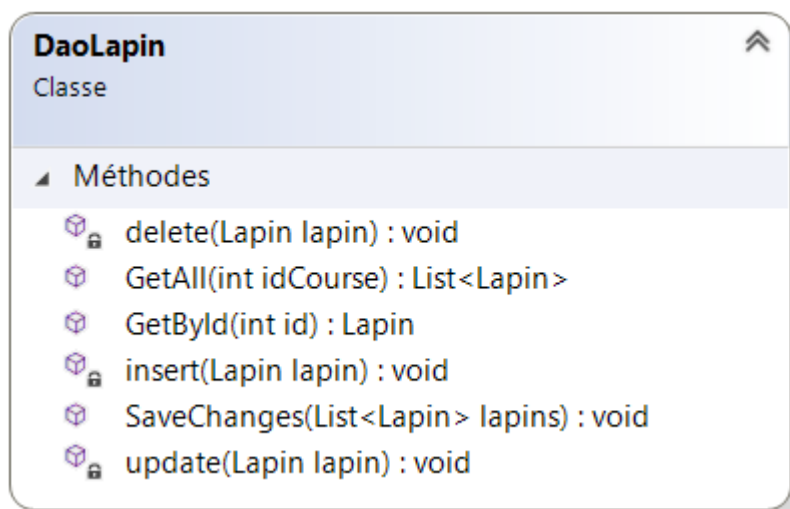 DaoLapin
Classe
Méthodes
delete(Lapin lapin) : void
GetAll(int idCourse) : List<Lapin>
GetById(int id) : Lapin
insert(Lapin lapin) : void
SaveChanges(List<Lapin> lapins) : void
update(Lapin lapin) : void